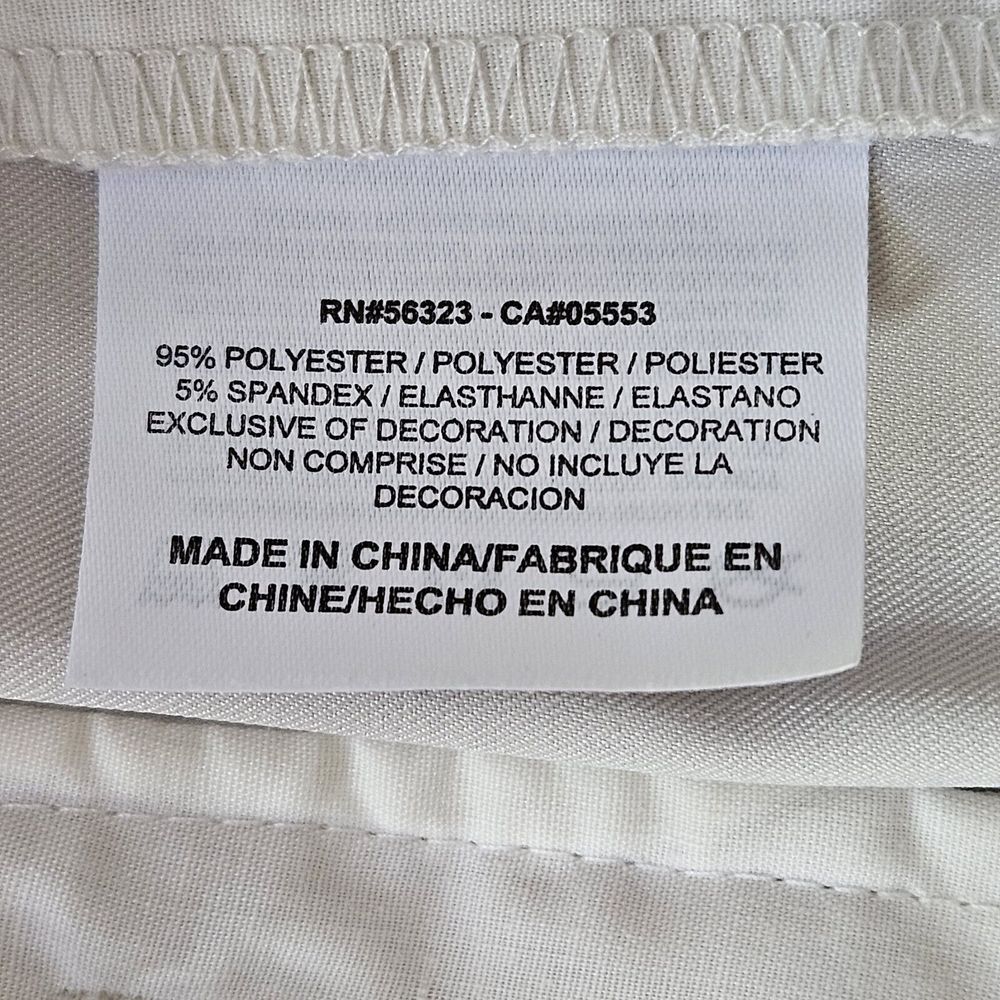 RN#56323 - CA#05553
95% POLYESTER / POLYESTER / POLIESTER
5% SPANDEX / ELASTHANNE / ELASTANO
EXCLUSIVE OF DECORATION / DECORATION
NON COMPRISE / NO INCLUYE LA
DECORACION
MADE IN CHINA/FABRIQUE EN
CHINE/HECHO EN CHINA